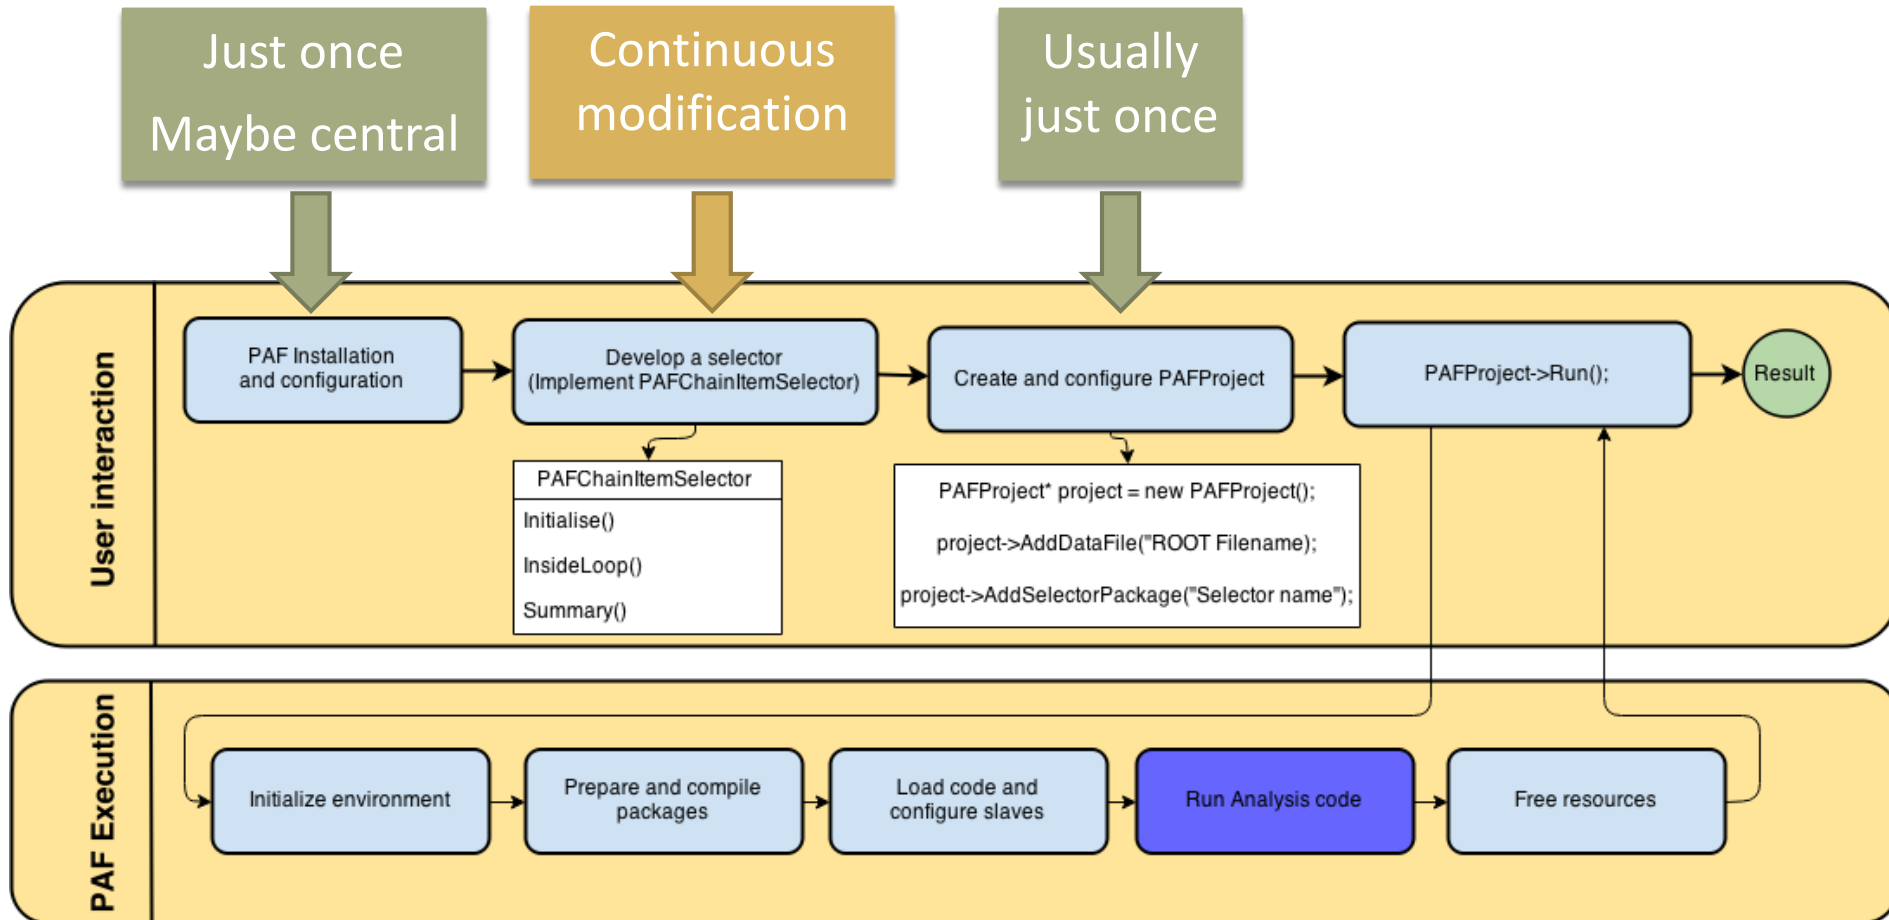 Just once
Maybe central
Continuous
modification
Usually
just once
User interaction
PAF Installation
and configuration
Develop a selector
(Implement PAFChainItemSelector)
Create and configure PAFProject
PAFProject->Run();
Result
PAFChainItemSelector
Initialise()
InsideLoop()
Summary()
PAFProject* project = new PAFProject();
project->AddDataFile("ROOT Filename);
project->AddSelectorPackage("Selector name");
PAF Execution
Initialize environment
Prepare and compile
packages
Load code and
configure slaves
Run Analysis code
Free resources